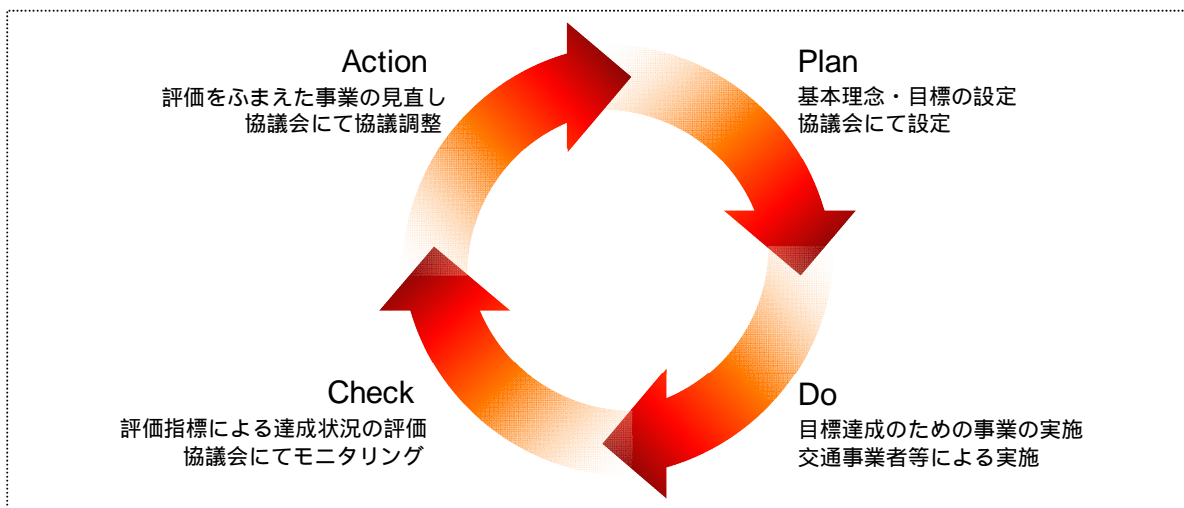 Action
評価をふまえた事業の見直し
協議会にて協議調整
Plan
基本理念・目標の設定
協議会にて設定
Check
評価指標による達成状況の評価
協議会にてモニタリング
Do
目標達成のための事業の実施
交通事業者等による実施